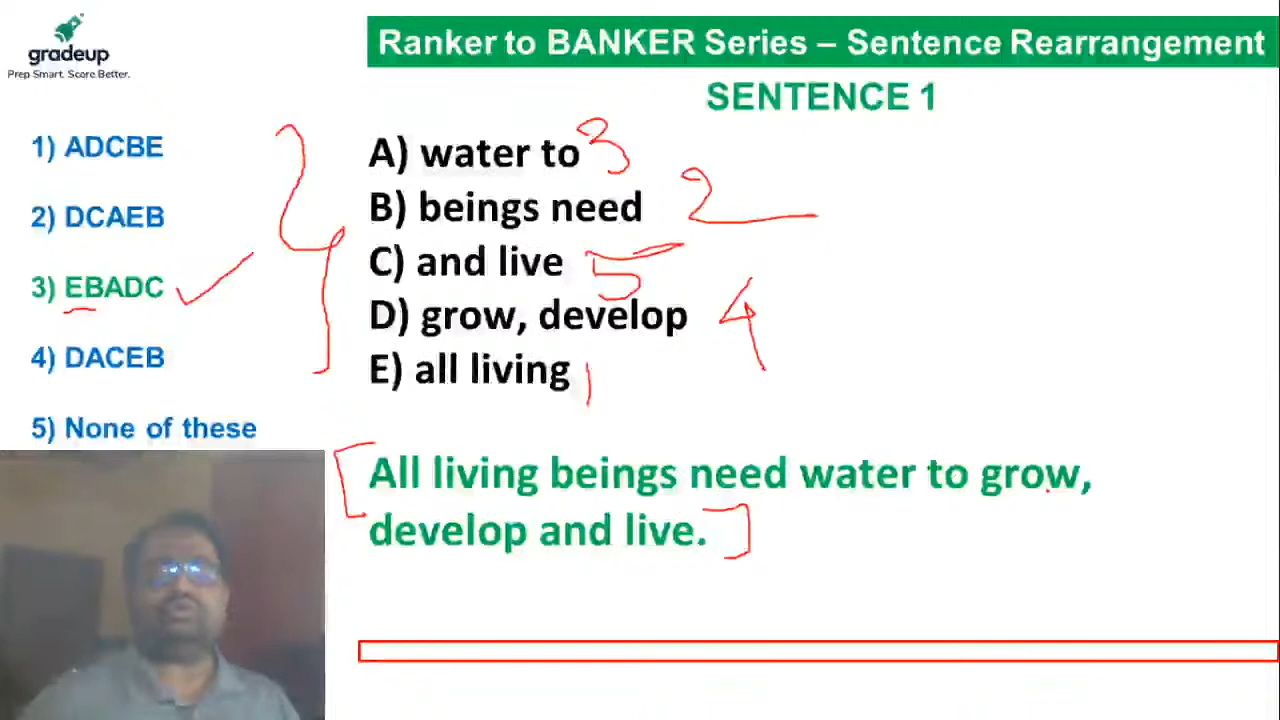 gradeup
Prep Smart. Score Better.
Ranker to BANKER Series – Sentence Rearrangement
SENTENCE 1
1) ADCBE
2) DCAEB
3) EBADC
4) DACEB
5) None of these
A) water to 3
B) beings need 2
C) and live 5
D) grow, develop 4
E) all living 1
All living beings need water to grow,
develop and live.